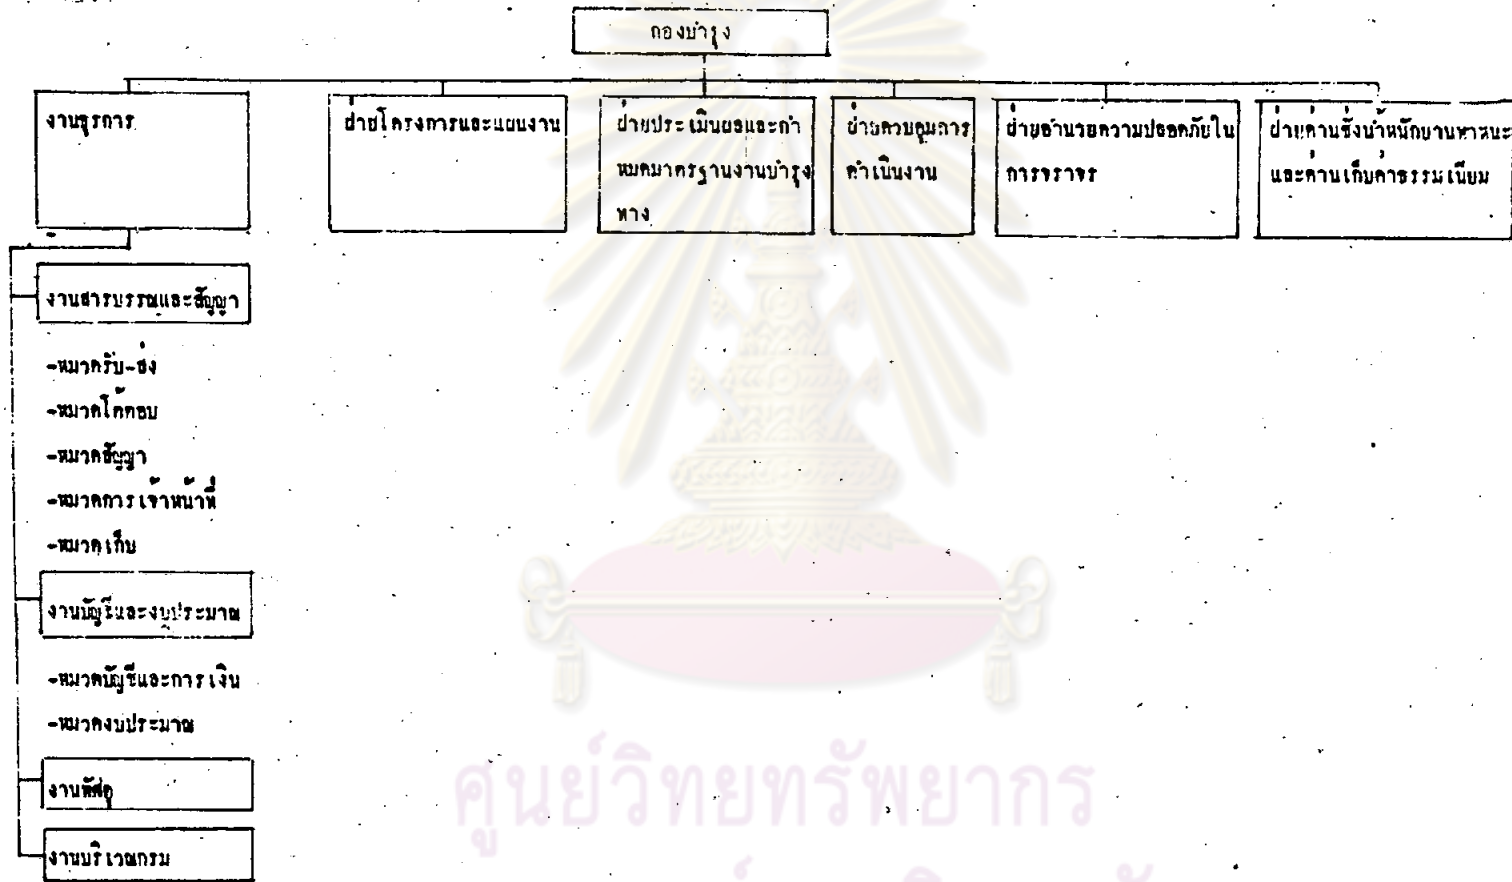 กองบำรุง
งานธุรการ
ฝ่ายโครงการและแผนงาน
ฝ่ายประเมินผลและกำ
หนดมาตรฐานงานบำรุง
ทาง
ฝ่ายควบคุมการ
ดำเนินงาน
ฝ่ายอำนวยความปลอดภัยใน
การจราจร
ฝ่ายด่านชั่งน้ำหนักยานพาหนะ
และด่านเก็บค่าธรรมเนียม
งานสารบรรณและสัญญา
-หมวดรับ-ส่ง
-หมวดโต้ตอบ
-หมวดสัญญา
-หมวดการเจ้าหน้าที่
-หมวดเก็บ
งานบัญชีและงบประมาณ
-หมวดบัญชีและการเงิน
-หมวดงบประมาณ
งานพัสดุ
งานบริเวณกรม
ศูนย์วิทยทรัพยากร